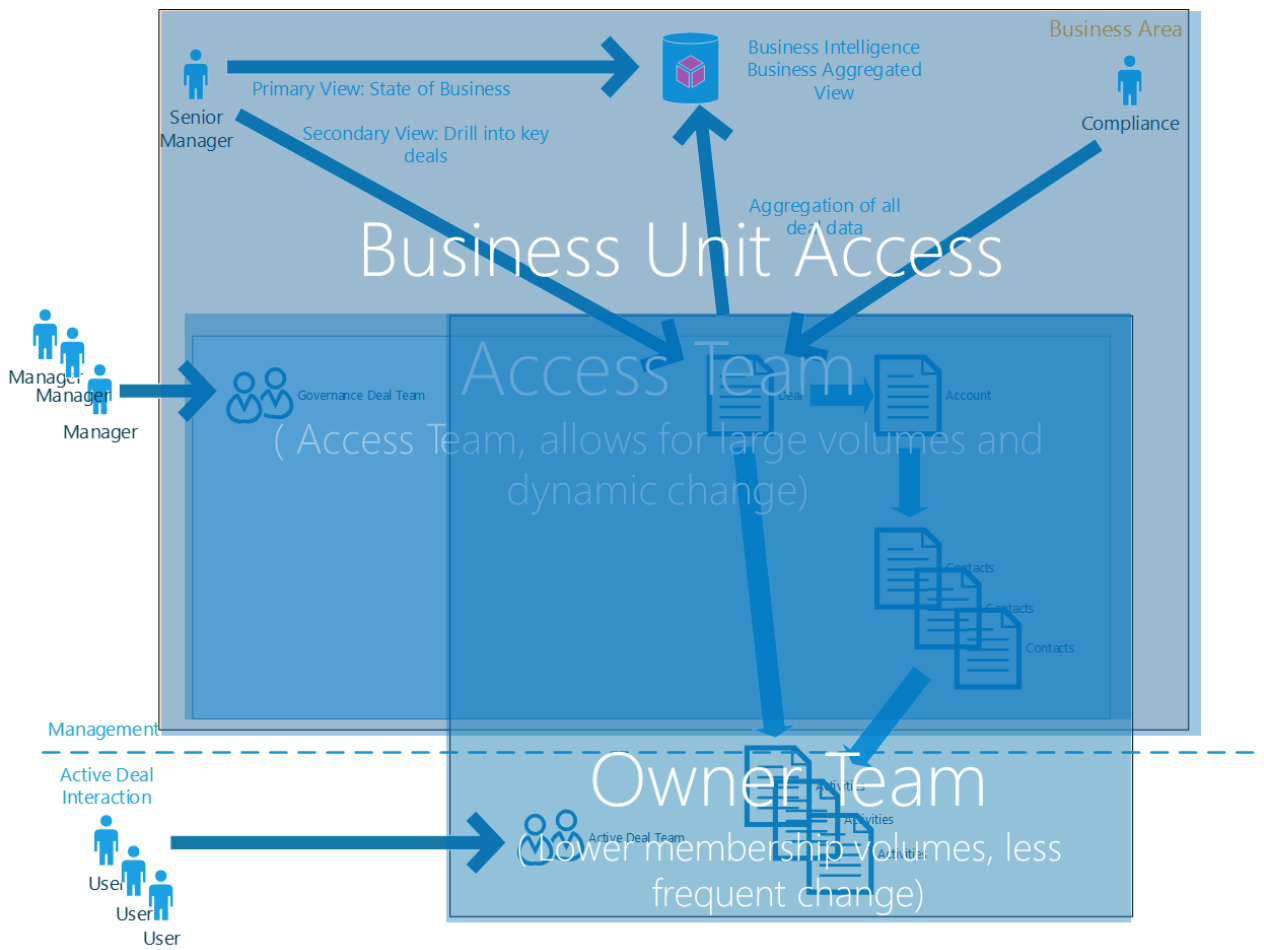 Business Area
Business Intelligence
Business Aggregated
View
Primary View: State of Business
Senior
Manager
Compliance
Secondary View: Drill into key
deals
Aggregation of all
deal data
Business Unit Access
Access Team
Manager
Manager
Manager
Governance Deal Team
Deal
Account
( Access Team, allows for large volumes and
dynamic change)
Contacts
Contacts
Contacts
Management
Active Deal
Interaction
Owner Team
Activities
Activities
Activities
Active Deal Team
( Lower membership volumes, less
frequent change)
User
User
User